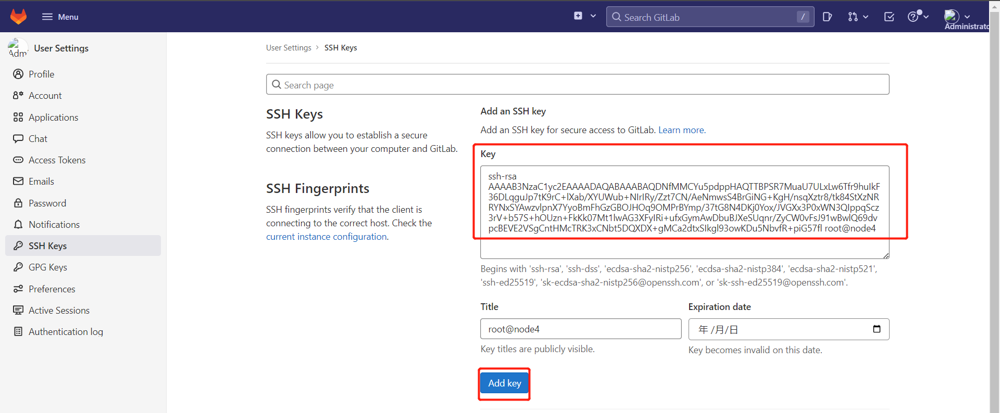 Menu
Search GitLab
/
Administrato
Adm
User Settings
Profile
Account
Applications
Chat
Access Tokens
Emails
Password
Notifications
SSH Keys
GPG Keys
Preferences
Active Sessions
Authentication log
User Settings › SSH Keys
Search page
SSH Keys
SSH keys allow you to establish a secure
connection between your computer and GitLab.
SSH Fingerprints
SSH fingerprints verify that the client is
connecting to the correct host. Check the
current instance configuration.
Add an SSH key
Add an SSH key for secure access to GitLab. Learn more.
Key
ssh-rsa
AAAAB3NzaC1yc2EAAAADAQABAAABAQDNfMMCYu5pdppHAQTTBPSR7MuaU7ULxLw6Tfr9huIkF
36DLqguJp7tK9rC+lXab/XYUWub+NIrIRy/Zzt7CN/AeNmwsS4BrGiNG+KgH/nsqXztr8/tk84StXzNR
RYNxSYAwzvlpnX7YyoBmFhGzGBOJHOq9OMPrBYmp/37tG8N4DKj0Yox/JVGXx3P0xWN3QIppqScz
3rV+b57S+hOUzn+FkKk07Mt1lwAG3XFyIRi+ufxGymAwDbuBJXeSUqnr/ZyCW0vFsJ91wBwlQ69dv
pcBEVE2VSgCntHMcTRK3xCNbt5DQXDX+gMCa2dtxSIkgl93owKDu5NbvfR+piG57fl root@node4
Begins with 'ssh-rsa', 'ssh-dss', 'ecdsa-sha2-nistp256', 'ecdsa-sha2-nistp384', 'ecdsa-sha2-nistp521',
'ssh-ed25519', 'sk-ecdsa-sha2-nistp256@openssh.com', or 'sk-ssh-ed25519@openssh.com'.
Title
root@node4
Key titles are publicly visible.
Expiration date
年 /月/日
Key becomes invalid on this date.
Add key